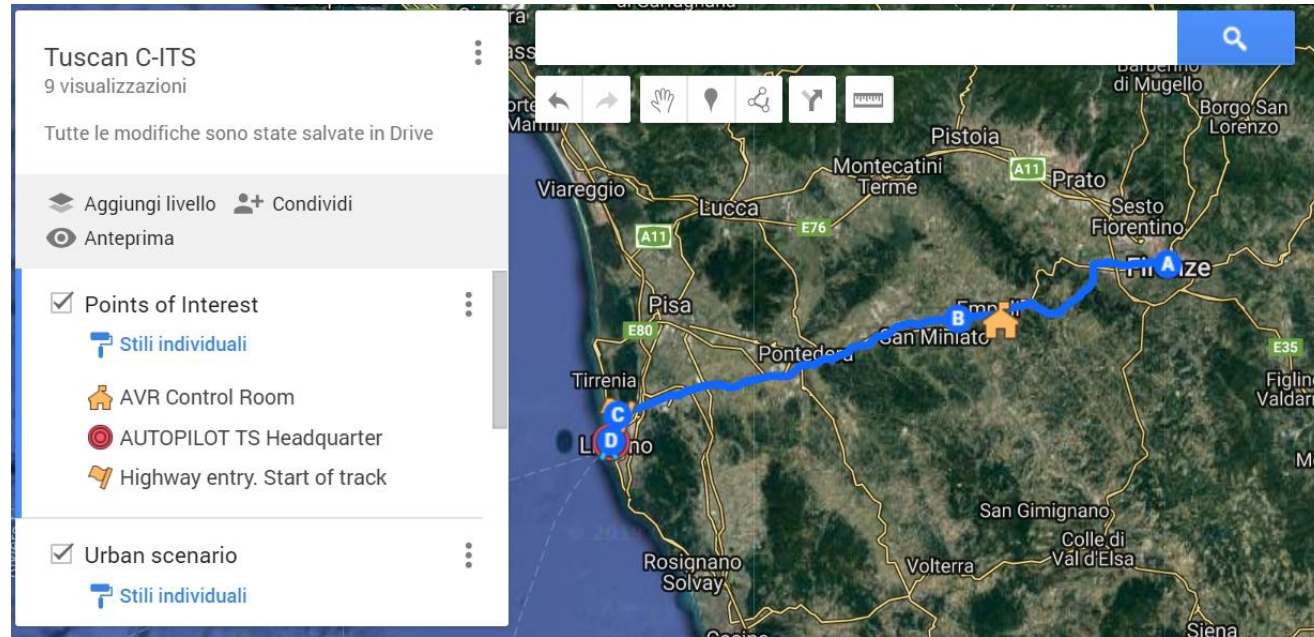 Tuscan C-ITS
9 visualizzazioni
Tutte le modifiche sono state salvate in Drive
Aggiungi livello
Condividi
Anteprima
Points of Interest
Stili individuali
AVR Control Room
AUTOPILOT TS Headquarter
Highway entry. Start of track
Urban scenario
Stili individuali
di Mugello
Borgo San
Lorenzo
Pistoia
Montecatini
Terme
A11
Prato
Viareggio
Lucca
Sesto
Fiorentino
E76
A11
A
Pisa
B
E80
San Miniato
Pontedera
E35
Tirrenia
C
D
San Gimignano
Colle di
Val d'Elsa
Rosignano
Solvay
Volterra
Siena